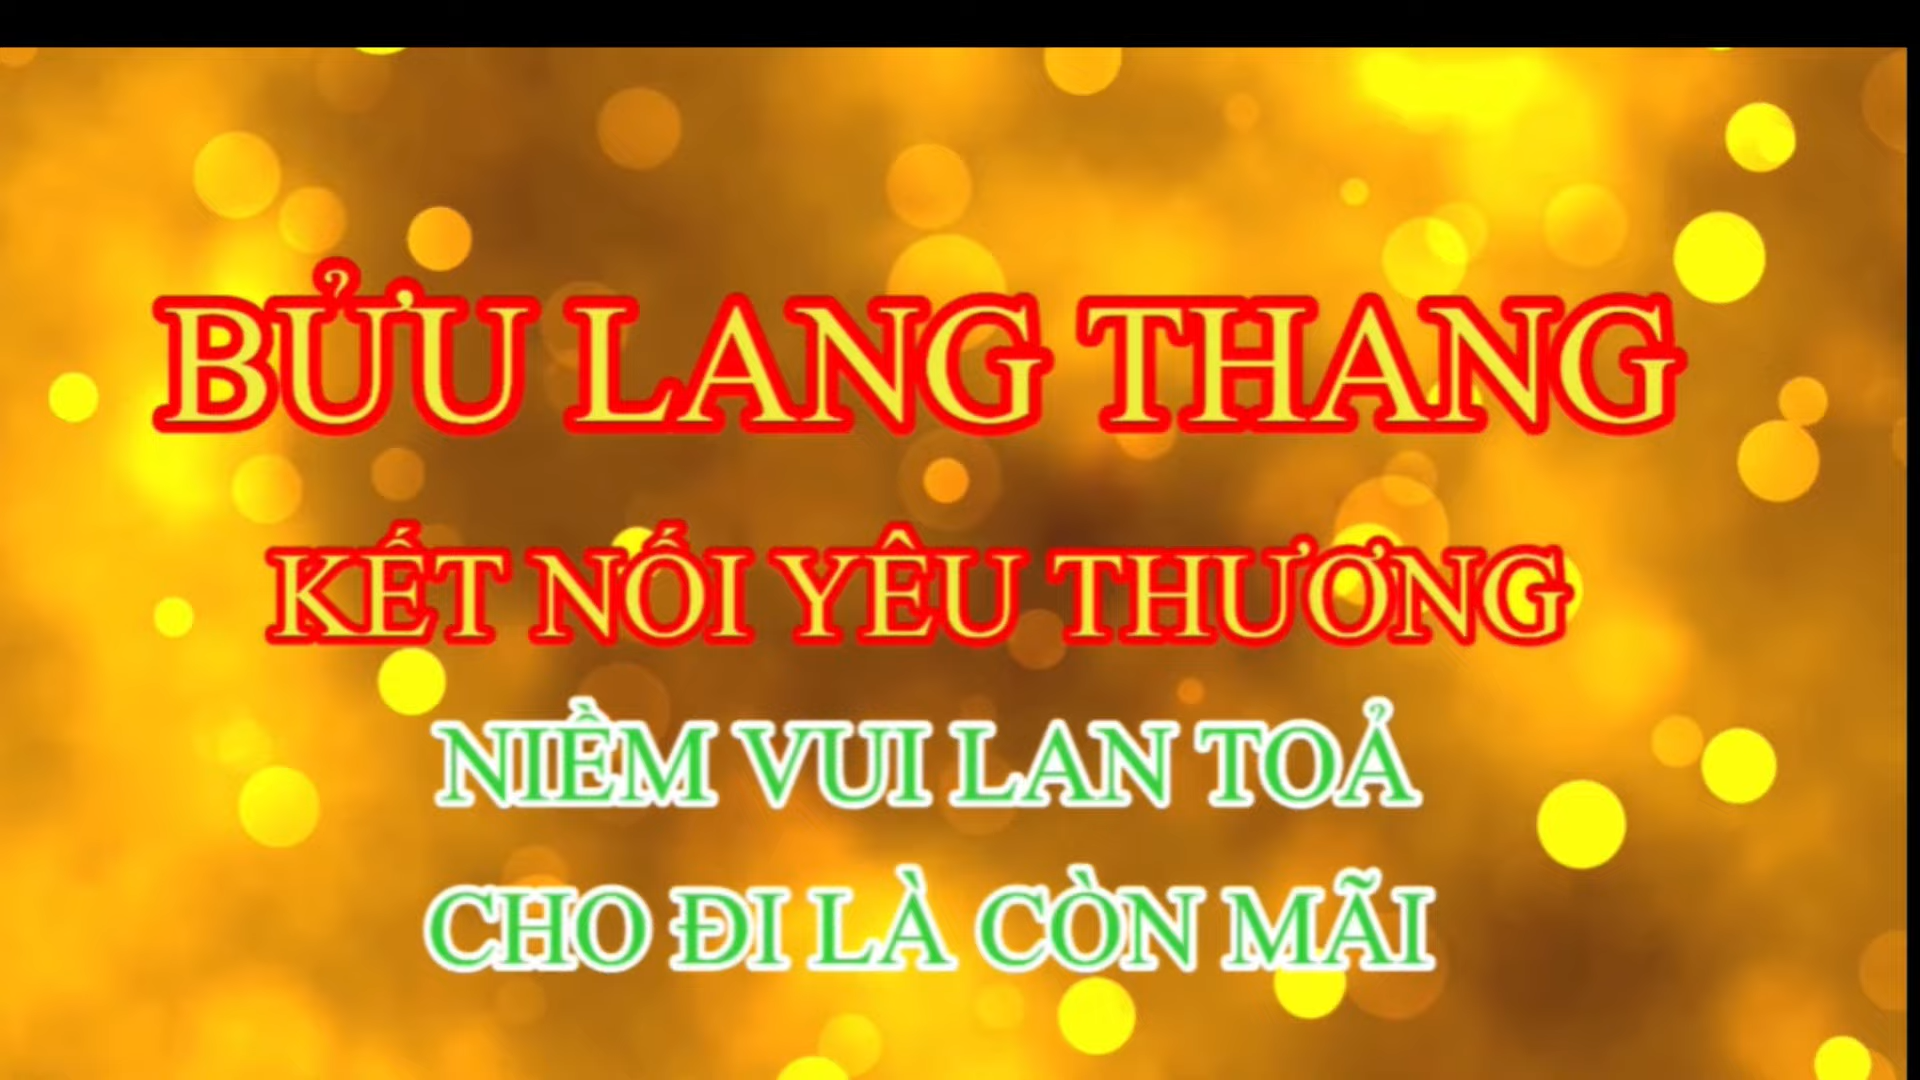 BỬU LANG THANG
KẾT NỐI YÊU THƯƠNG
NIỀM VUI LAN TOẢ
CHO ĐI LÀ CÒN MÃI